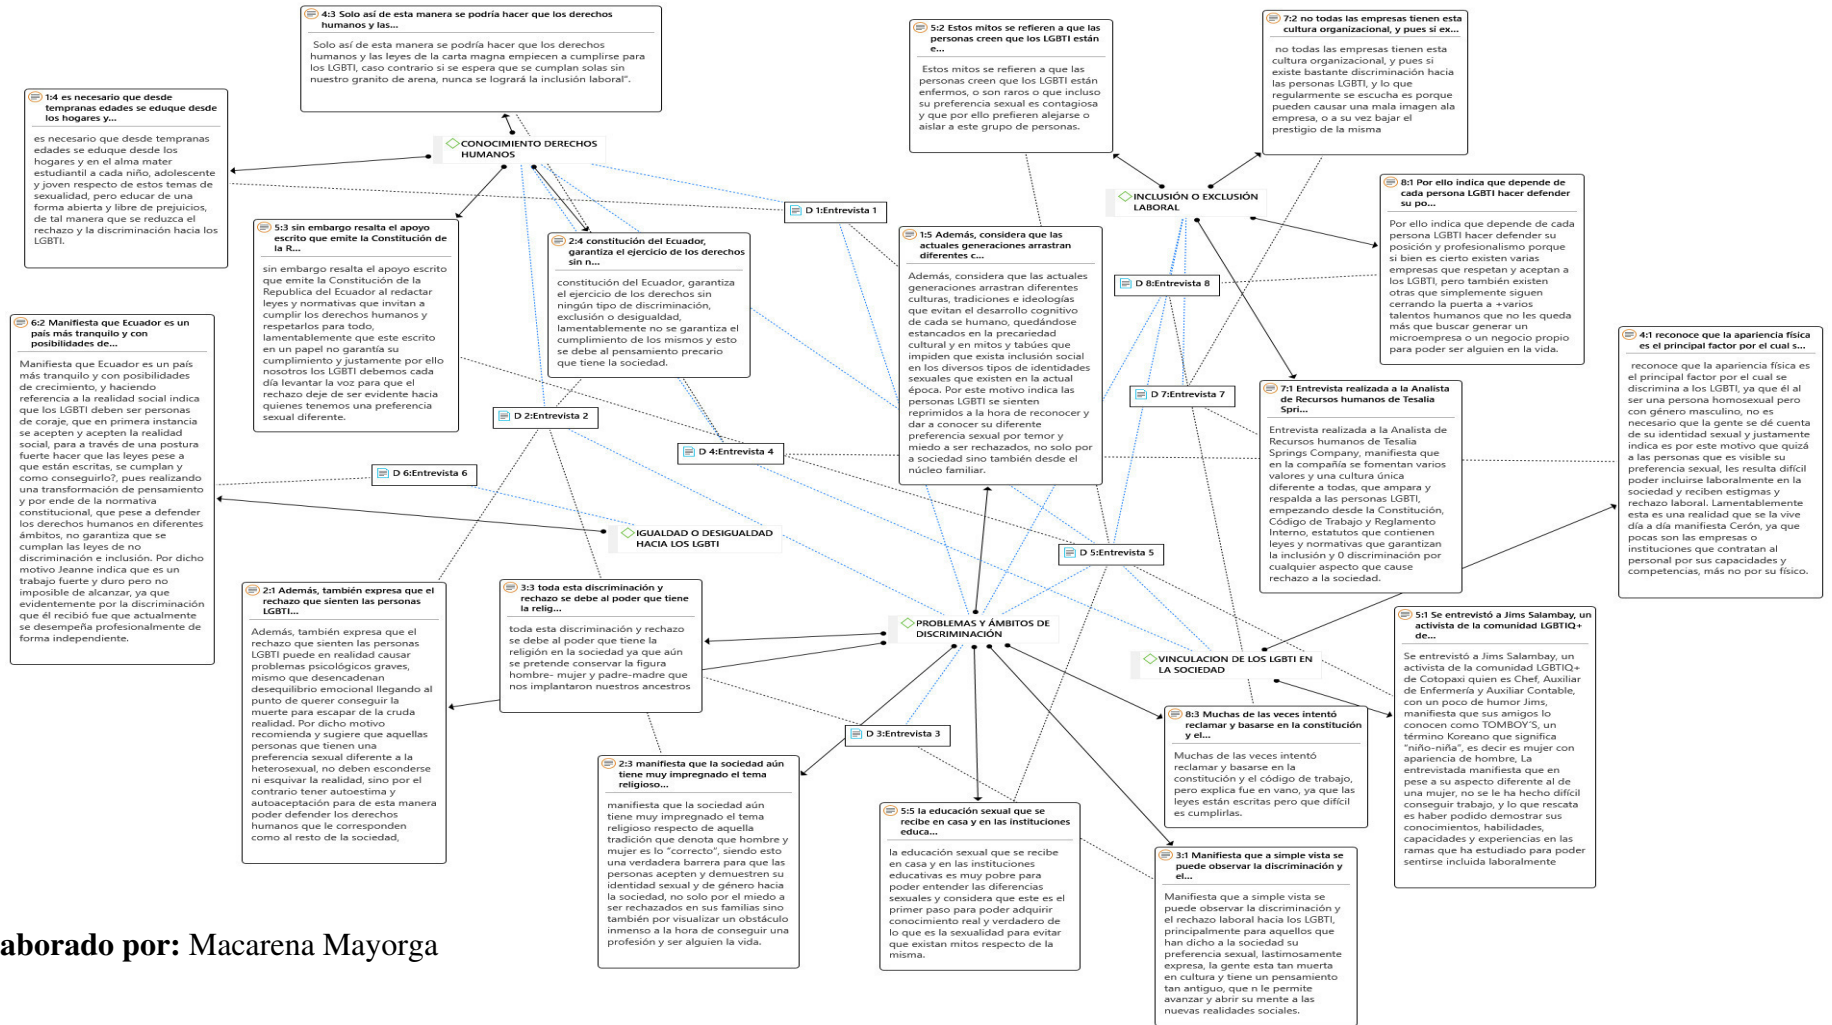 4:3 Solo así de esta manera se podría hacer que los derechos
humanos y las...
Solo así de esta manera se podría hacer que los derechos
humanos y las leyes de la carta magna empiecen a cumplirse para
los LGBTI, caso contrario si se espera que se cumplan solas sin
nuestro granito de arena, nunca se logrará la inclusión laboral".
5:2 Estos mitos se refieren a que las
personas creen que los LGBTI están
e...
Estos mitos se refieren a que las
personas creen que los LGBTI están
enfermos, o son raros o que incluso
su preferencia sexual es contagiosa
y que por ello prefieren alejarse o
aislar a este grupo de personas.
7:2 no todas las empresas tienen esta
cultura organizacional, y pues si ex...
no todas las empresas tienen esta
cultura organizacional, y pues si
existe bastante discriminación hacia
las personas LGBTI, y lo que
regularmente se escucha es porque
pueden causar una mala imagen ala
empresa, o a su vez bajar el
prestigio de la misma
1:4 es necesario que desde
tempranas edades se eduque desde
los hogares y...
es necesario que desde tempranas
edades se eduque desde los
hogares y en el alma mater
estudiantil a cada niño, adolescente
y joven respecto de estos temas de
sexualidad, pero educar de una
forma abierta y libre de prejuicios,
de tal manera que se reduzca el
rechazo y la discriminación hacia los
LGBTI.
CONOCIMIENTO DERECHOS
HUMANOS
INCLUSIÓN O EXCLUSIÓN
LABORAL
8:1 Por ello indica que depende de
cada persona LGBTI hacer defender
su po...
Por ello indica que depende de cada
persona LGBTI hacer defender su
posición y profesionalismo porque
si bien es cierto existen varias
empresas que respetan y aceptan a
los LGBTI, pero también existen
otras que simplemente siguen
cerrando la puerta a +varios
talentos humanos que no les queda
más que buscar generar un
microempresa o un negocio propio
para poder ser alguien en la vida.
D 1:Entrevista 1
5:3 sin embargo resalta el apoyo
escrito que emite la Constitución de
la R...
sin embargo resalta el apoyo escrito
que emite la Constitución de la
Republica del Ecuador al redactar
leyes y normativas que invitan a
cumplir los derechos humanos y
respetarlos para todo,
lamentablemente que este escrito
en un papel no garantía su
cumplimiento y justamente por ello
nosotros los LGBTI debemos cada
día levantar la voz para que el
rechazo deje de ser evidente hacia
quienes tenemos una preferencia
sexual diferente.
2:4 constitución del Ecuador,
garantiza el ejercicio de los derechos
sin n...
constitución del Ecuador, garantiza
el ejercicio de los derechos sin
ningún tipo de discriminación,
exclusión o desigualdad,
lamentablemente no se garantiza el
cumplimiento de los mismos y esto
se debe al pensamiento precario
que tiene la sociedad.
1:5 Además, considera que las
actuales generaciones arrastran
diferentes c...
Además, considera que las actuales
generaciones arrastran diferentes
culturas, tradiciones e ideologías
que evitan el desarrollo cognitivo
de cada se humano, quedándose
estancados en la precariedad
cultural y en mitos y tabúes que
impiden que exista inclusión social
en los diversos tipos de identidades
sexuales que existen en la actual
época. Por este motivo indica las
personas LGBTI se sienten
reprimidos a la hora de reconocer y
dar a conocer su diferente
preferencia sexual por temor y
miedo a ser rechazados, no solo por
a sociedad sino también desde el
núcleo familiar.
D 8:Entrevista 8
6:2 Manifiesta que Ecuador es un
país más tranquilo y con
posibilidades de...
Manifiesta que Ecuador es un país
más tranquilo y con posibilidades
de crecimiento, y haciendo
referencia a la realidad social indica
que los LGBTI deben ser personas
de coraje, que en primera instancia
se acepten y acepten la realidad
social, para a través de una postura
fuerte hacer que las leyes pese a
que están escritas, se cumplan y
como conseguirlo?, pues realizando
una transformación de pensamiento
y por ende de la normativa
constitucional, que pese a defender
los derechos humanos en diferentes
ámbitos, no garantiza que se
cumplan las leyes de no
discriminación e inclusión. Por dicho
motivo Jeanne indica que es un
trabajo fuerte y duro pero no
imposible de alcanzar, ya que
evidentemente por la discriminación
que él recibió fue que actualmente
se desempeña profesionalmente de
forma independiente.
4:1 reconoce que la apariencia física
es el principal factor por el cual s...
reconoce que la apariencia física es
el principal factor por el cual se
discrimina a los LGBTI, ya que él al
ser una persona homosexual pero
con género masculino, no es
necesario que la gente se dé cuenta
de su identidad sexual y justamente
indica es por este motivo que quizá
a las personas que es visible su
preferencia sexual, les resulta difícil
poder incluirse laboralmente en la
sociedad y reciben estigmas y
rechazo laboral. Lamentablemente
esta es una realidad que se la vive
día a día manifiesta Cerón, ya que
pocas son las empresas o
instituciones que contratan al
personal por sus capacidades y
competencias, más no por su físico.
7:1 Entrevista realizada a la Analista
de Recursos humanos de Tesalia
Spri...
Entrevista realizada a la Analista de
Recursos humanos de Tesalia
Springs Company, manifiesta que
en la compañía se fomentan varios
valores y una cultura única
diferente a todas, que ampara y
respalda a las personas LGBTI,
empezando desde la Constitución,
Código de Trabajo y Reglamento
Interno, estatutos que contienen
leyes y normativas que garantizan
la inclusión y 0 discriminación por
cualquier aspecto que cause
rechazo a la sociedad.
D 7:Entrevista 7
D 2:Entrevista 2
D 4:Entrevista 4
D 6:Entrevista 6
IGUALDAD O DESIGUALDAD
HACIA LOS LGBTI
D 5:Entrevista 5
2:1 Además, también expresa que el
rechazo que sienten las personas
LGBTI...
Además, también expresa que el
rechazo que sienten las personas
LGBTI puede en realidad causar
problemas psicológicos graves,
mismo que desencadenan
desequilibrio emocional llegando al
punto de querer conseguir la
muerte para escapar de la cruda
realidad. Por dicho motivo
recomienda y sugiere que aquellas
personas que tienen una
preferencia sexual diferente a la
heterosexual, no deben esconderse
ni esquivar la realidad, sino por el
contrario tener autoestima y
autoaceptación para de esta manera
poder defender los derechos
humanos que le corresponden
como al resto de la sociedad,
3:3 toda esta discriminación y
rechazo se debe al poder que tiene
la relig...
toda esta discriminación y rechazo
se debe al poder que tiene la
religión en la sociedad ya que aún
se pretende conservar la figura
hombre- mujer y padre-madre que
nos implantaron nuestros ancestros
PROBLEMAS Y ÁMBITOS DE
DISCRIMINACIÓN
VINCULACION DE LOS LGBTI EN
LA SOCIEDAD
5:1 Se entrevistó a Jims Salambay, un
activista de la comunidad LGBTIQ+
de...
Se entrevistó a Jims Salambay, un
activista de la comunidad LGBTIQ+
de Cotopaxi quien es Chef, Auxiliar
de Enfermería y Auxiliar Contable,
con un poco de humor Jims,
manifiesta que sus amigos lo
conocen como TOMBOY´S, un
término Koreano que significa
"niño-niña", es decir es mujer con
apariencia de hombre, La
entrevistada manifiesta que en
pese a su aspecto diferente al de
una mujer, no se le ha hecho difícil
conseguir trabajo, y lo que rescata
es haber podido demostrar sus
conocimientos, habilidades,
capacidades y experiencias en las
ramas que ha estudiado para poder
sentirse incluida laboralmente
D 3:Entrevista 3
8:3 Muchas de las veces intentó
reclamar y basarse en la constitución
y el...
Muchas de las veces intentó
reclamar y basarse en la
constitución y el código de trabajo,
pero explica fue en vano, ya que las
leyes están escritas pero que difícil
es cumplirlas.
2:3 manifiesta que la sociedad aún
tiene muy impregnado el tema
religioso...
manifiesta que la sociedad aún
tiene muy impregnado el tema
religioso respecto de aquella
tradición que denota que hombre y
mujer es lo "correcto", siendo esto
una verdadera barrera para que las
personas acepten y demuestren su
identidad sexual y de género hacia
la sociedad, no solo por el miedo a
ser rechazados en sus familias sino
también por visualizar un obstáculo
inmenso a la hora de conseguir una
profesión y ser alguien la vida.
5:5 la educación sexual que se
recibe en casa y en las instituciones
educa...
la educación sexual que se recibe
en casa y en las instituciones
educativas es muy pobre para
poder entender las diferencias
sexuales y considera que este es el
primer paso para poder adquirir
conocimiento real y verdadero de
lo que es la sexualidad para evitar
que existan mitos respecto de la
misma.
3:1 Manifiesta que a simple vista se
puede observar la discriminación y
el...
Manifiesta que a simple vista se
puede observar la discriminación y
el rechazo laboral hacia los LGBTI,
principalmente para aquellos que
han dicho a la sociedad su
preferencia sexual, lastimosamente
expresa, la gente esta tan muerta
en cultura y tiene un pensamiento
tan antiguo, que n le permite
avanzar y abrir su mente a las
nuevas realidades sociales.
aborado por: Macarena Mayorga